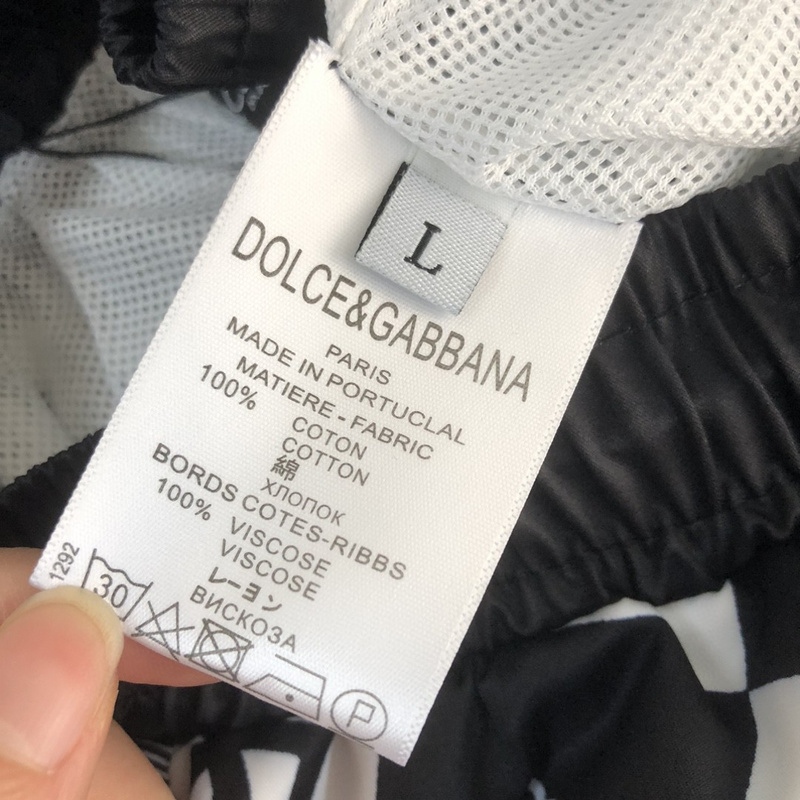 L
DOLCE&GABBANA
PARIS
MADE IN PORTUCLAL
MATIERE - FABRIC
100% COTON
COTTON
綿
ХЛОПОК
BORDS COTES-RIBBS
100% VISCOSE
VISCOSE
レーヨン
ВИСКОЗА
1292
30
P